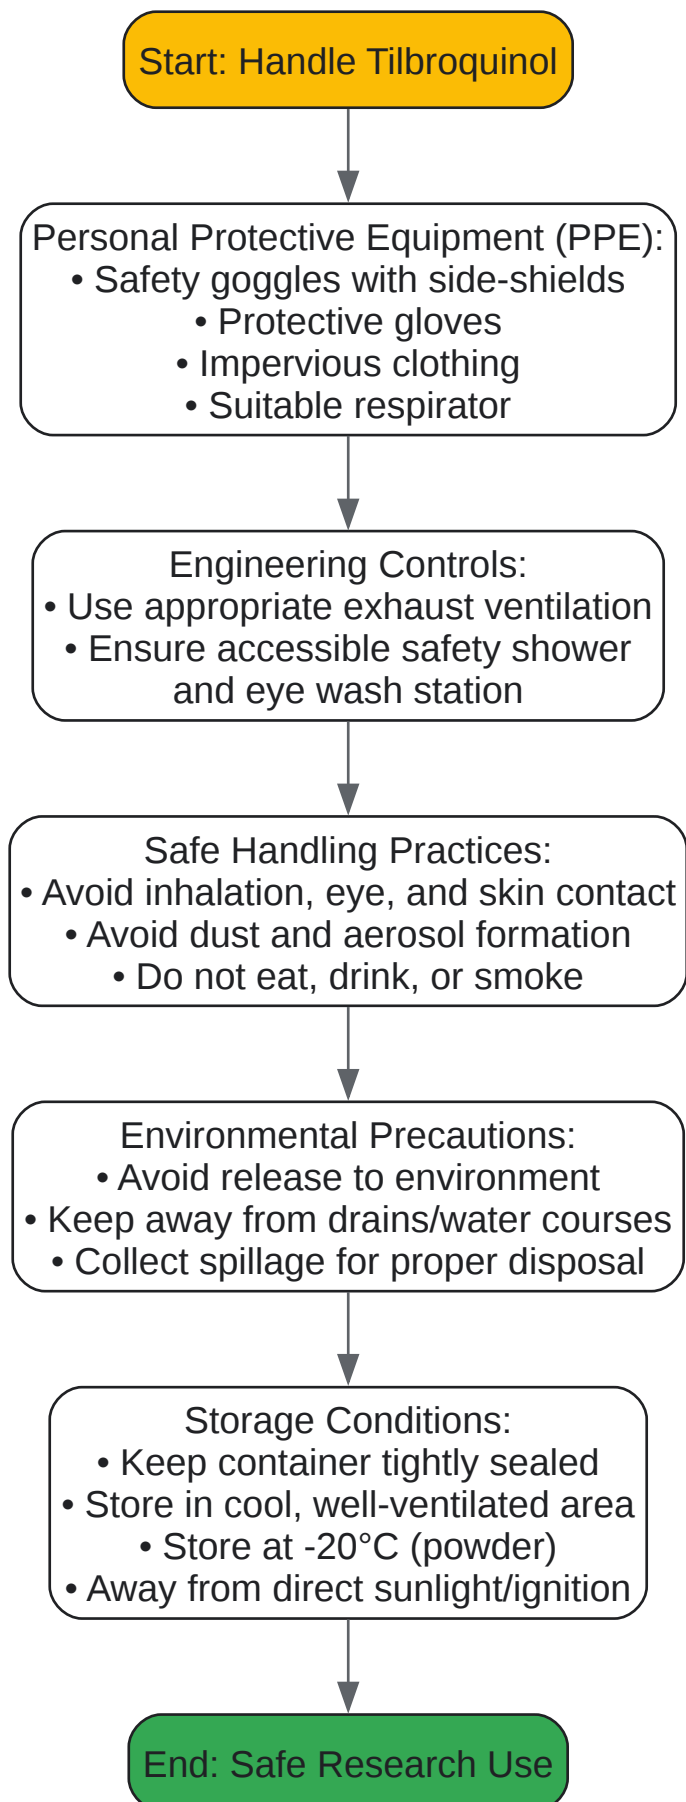 Start: Handle Tilbroquinol
Personal Protective Equipment (PPE):
• Safety goggles with side-shields
• Protective gloves
• Impervious clothing
• Suitable respirator
Engineering Controls:
• Use appropriate exhaust ventilation
• Ensure accessible safety shower
and eye wash station
Safe Handling Practices:
• Avoid inhalation, eye, and skin contact
• Avoid dust and aerosol formation
• Do not eat, drink, or smoke
Environmental Precautions:
• Avoid release to environment
• Keep away from drains/water courses
• Collect spillage for proper disposal
Storage Conditions:
• Keep container tightly sealed
• Store in cool, well-ventilated area
• Store at -20°C (powder)
• Away from direct sunlight/ignition
End: Safe Research Use